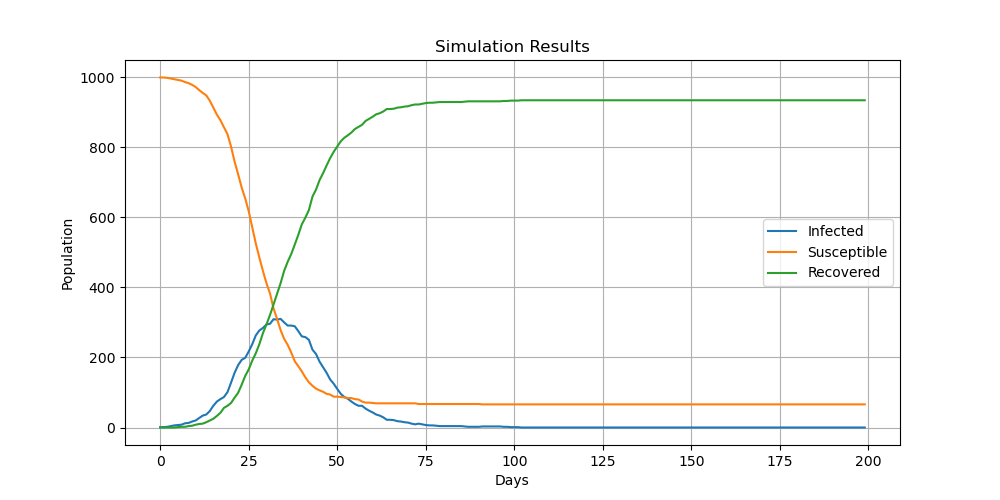 Simulation Results
1000
800
600
400
200
0
Population
Infected
Susceptible
Recovered
0 25 50 75 100 125 150 175 200
Days